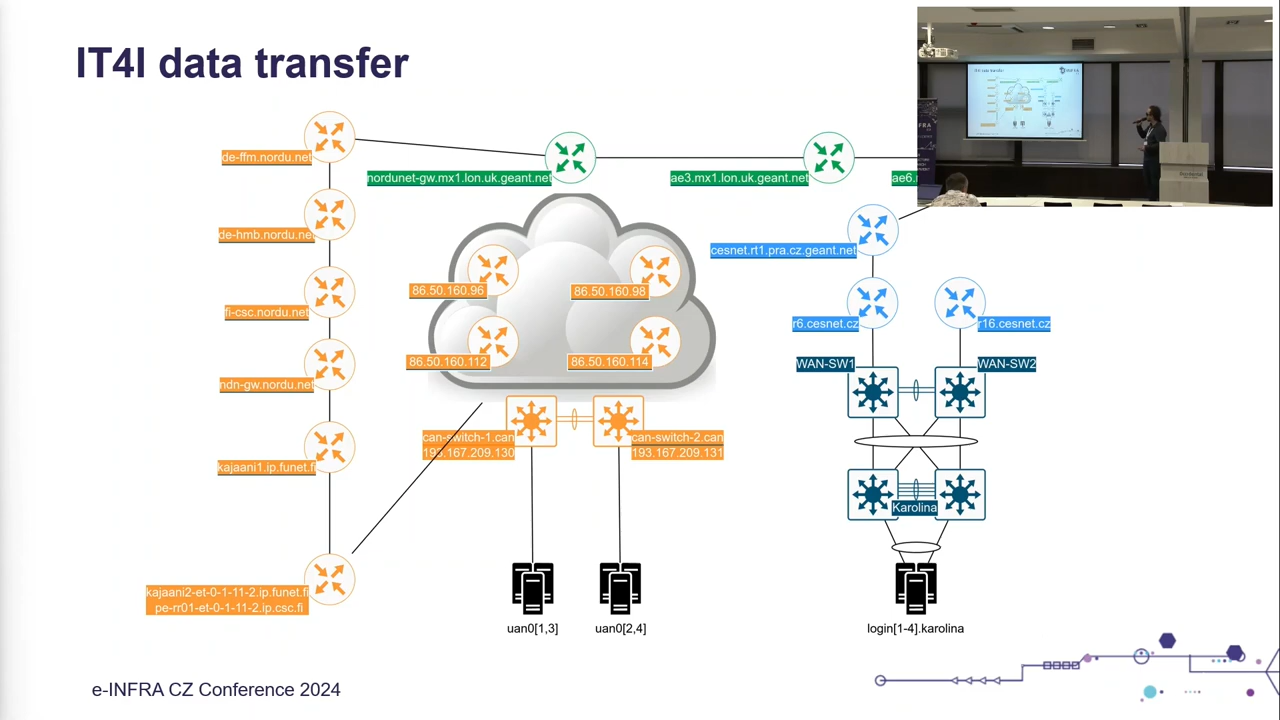 IT4I data transfer
de-ffm.nordu.net
nordunet-gw.mx1.lon.uk.geant.net
ae3.mx1.lon.uk.geant.net
ae6.
de-hmb.nordu.net
cesnet.rt1.pra.cz.geant.net
86.50.160.96
86.50.160.98
fi-csc.nordu.net
r6.cesnet.cz
r16.cesnet.cz
86.50.160.112
86.50.160.114
WAN-SW1
WAN-SW2
ndn-gw.nordu.net
can-switch-1.can
193.167.209.130
can-switch-2.can
193.167.209.131
kajaani1.ip.funet.fi
Karolina
kajaani2-et-0-1-11-2.ip.funet.fi
pe-rr01-et-0-1-11-2.ip.csc.fi
uan0[1,3]
uan0[2,4]
login[1-4].karolina
e-INFRA CZ Conference 2024